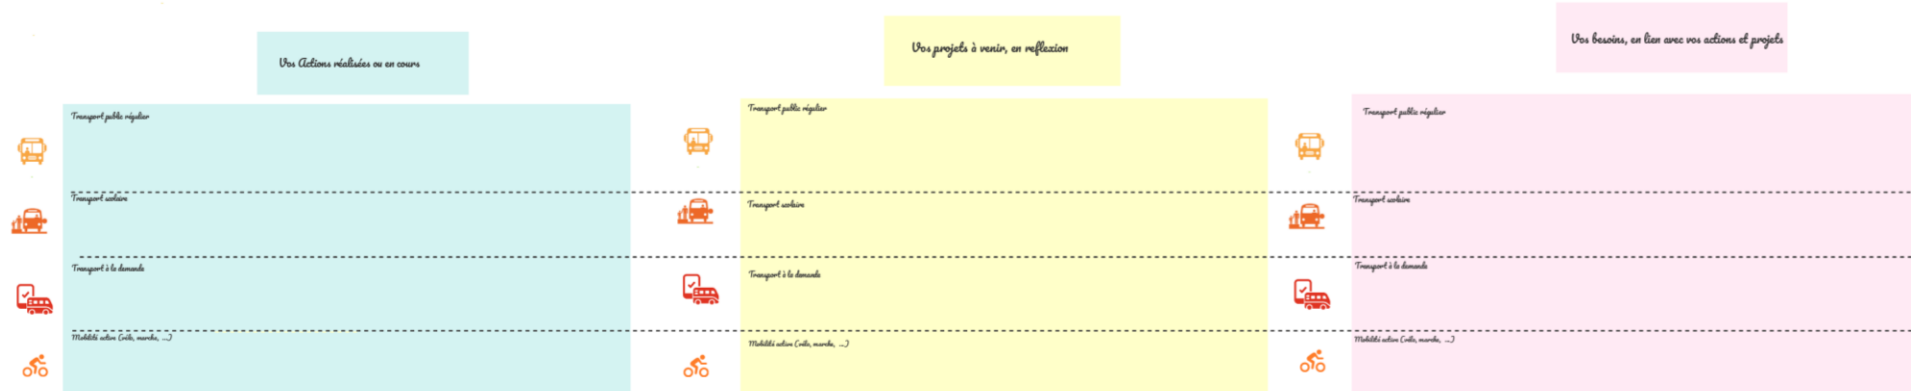 Vos Actions réalisées ou en cours
Transport public régulier
Transport scolaire
Transport à la demande
Mobilité active (vélo, marche, ...)
Vos projets à venir, en reflexion
Transport public régulier
Transport scolaire
Transport à la demande
Mobilité active (vélo, marche, ...)
Vos besoins, en lien avec vos actions et projets
Transport public régulier
Transport scolaire
Transport à la demande
Mobilité active (vélo, marche, ...)